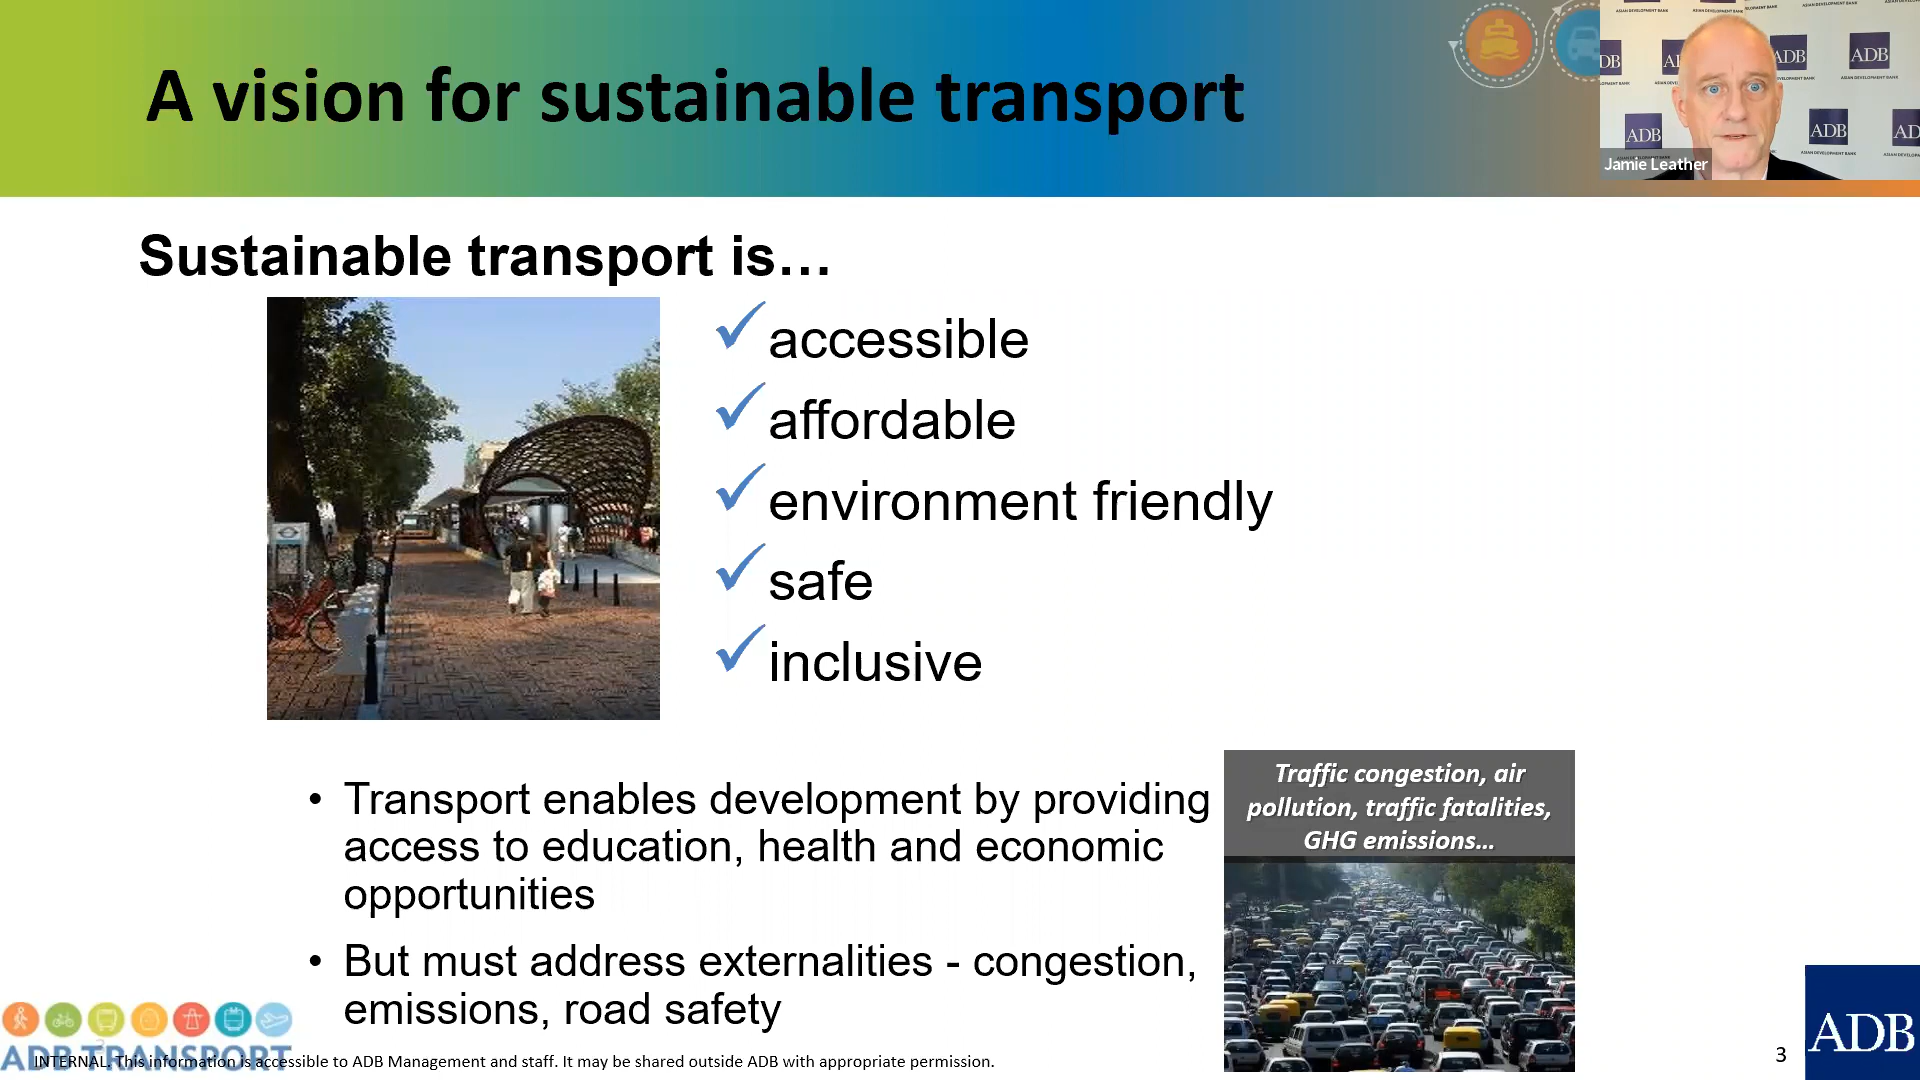 A vision for sustainable transport
ADB
ADB
ADB
ADB
ASIAN DEVELOPMENT BANK
Jamie Leather
Sustainable transport is…
accessible
affordable
environment friendly
safe
inclusive
• Transport enables development by providing
access to education, health and economic
opportunities
• But must address externalities - congestion,
emissions, road safety
Traffic congestion, air
pollution, traffic fatalities,
GHG emissions…
ADB TRANSPORT
INTERNAL. This information is accessible to ADB Management and staff. It may be shared outside ADB with appropriate permission.
3
ADB